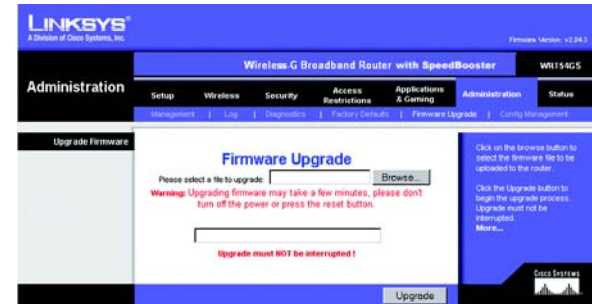 LINKSYS®
A Division of Cisco Systems, Inc.
Firmware Version: v2.04.3
Wireless-G Broadband Router with SpeedBooster
WRT54GS
Administration
Setup
Wireless
Security
Access Restrictions
Applications & Gaming
Administration
Status
Management | Log | Diagnostics | Factory Defaults | Firmware Upgrade | Config Management
Upgrade Firmware
Firmware Upgrade
Please select a file to upgrade:
Browse...
Warning: Upgrading firmware may take a few minutes, please don't
turn off the power or press the reset button.
Upgrade must NOT be interrupted !
Upgrade
Click on the browse button to
select the firmware file to be
uploaded to the router.
Click the Upgrade button to
begin the upgrade process.
Upgrade must not be
interrupted.
More...
CISCO SYSTEMS